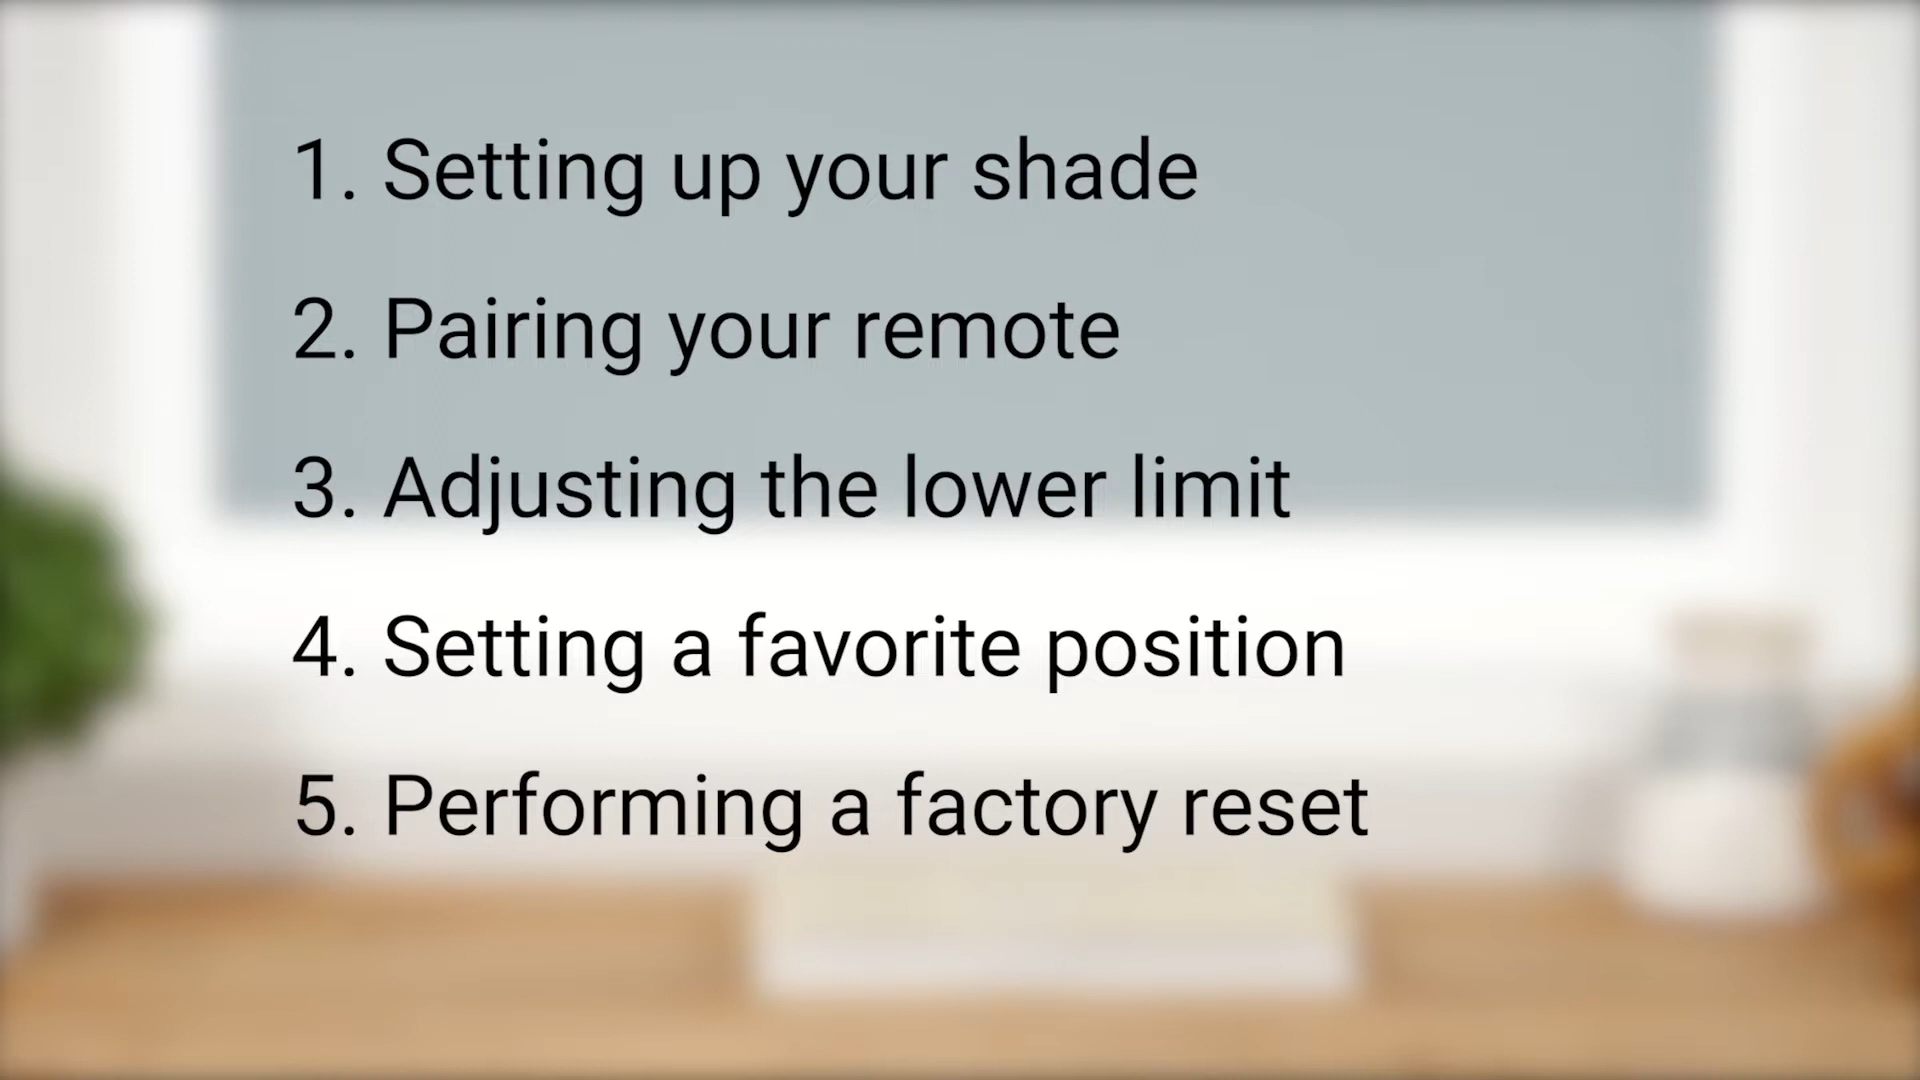 1. Setting up your shade
2. Pairing your remote
3. Adjusting the lower limit
4. Setting a favorite position
5. Performing a factory reset